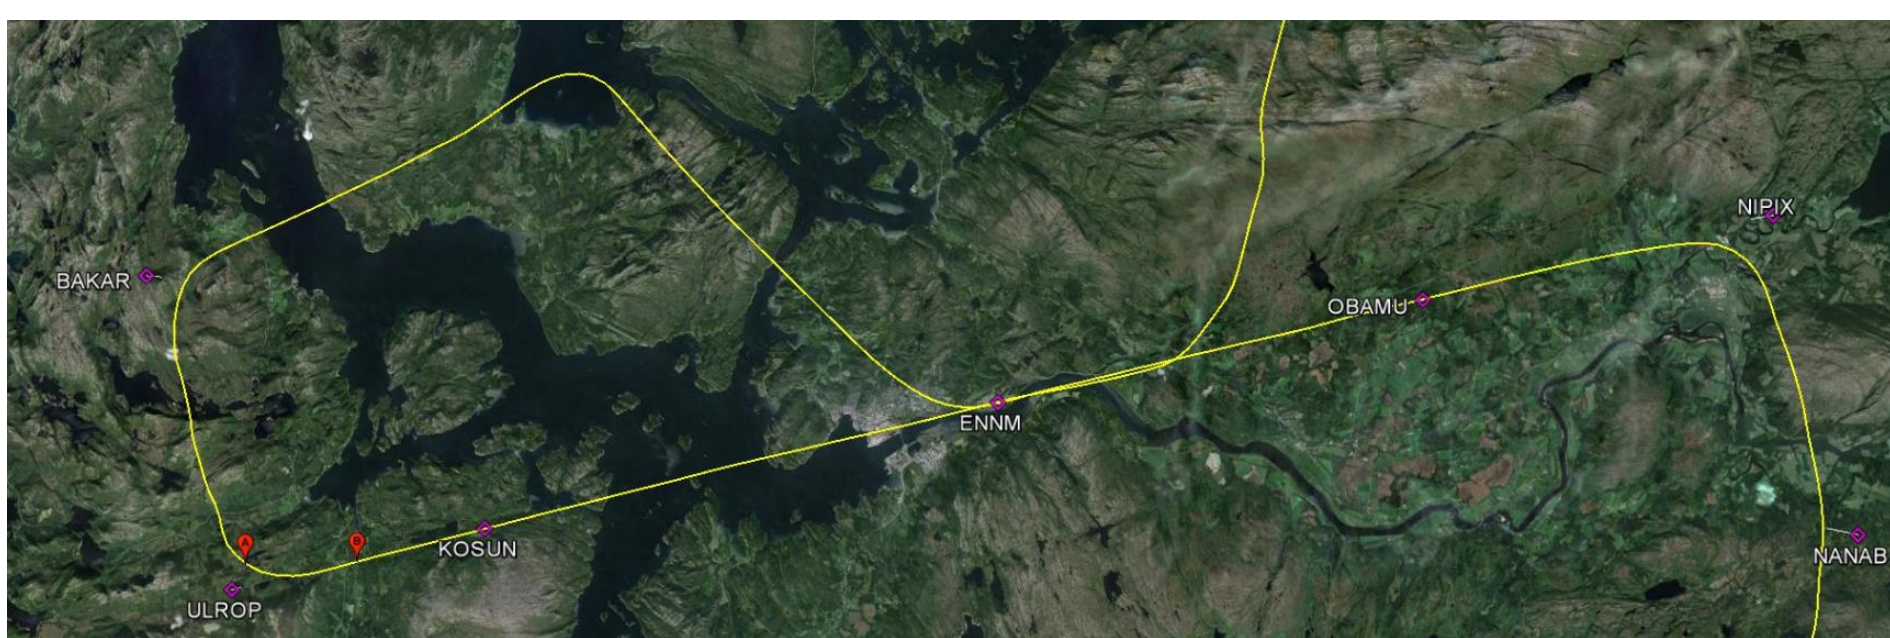 NIPIX
BAKAR
OBAMU
ENNM
A
B
KOSUN
NANAB
ULROP